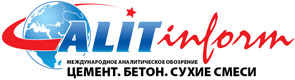 ALITinform
МЕЖДУНАРОДНОЕ АНАЛИТИЧЕСКОЕ ОБОЗРЕНИЕ
ЦЕМЕНТ. БЕТОН. СУХИЕ СМЕСИ